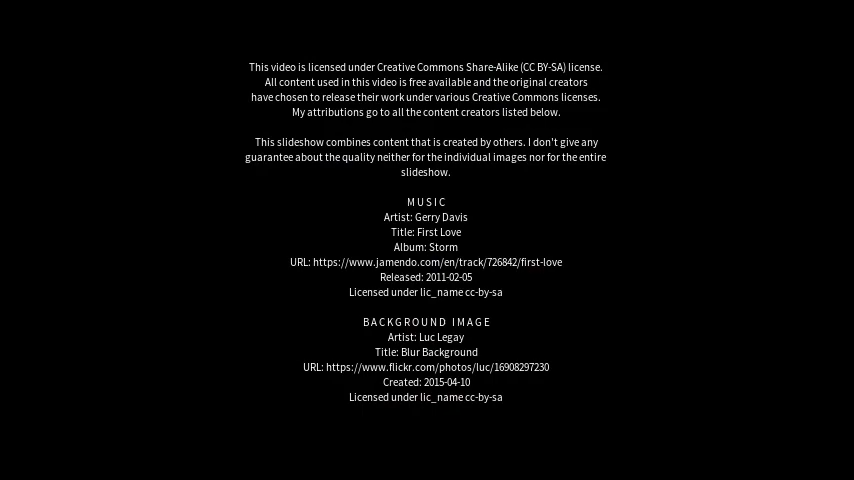 This video is licensed under Creative Commons Share-Alike (CC BY-SA) license.
All content used in this video is free available and the original creators
have chosen to release their work under various Creative Commons licenses.
My attributions go to all the content creators listed below.
This slideshow combines content that is created by others. I don't give any
guarantee about the quality neither for the individual images nor for the entire
slideshow.
MUSIC
Artist: Gerry Davis
Title: First Love
Album: Storm
URL: https://www.jamendo.com/en/track/726842/first-love
Released: 2011-02-05
Licensed under lic_name cc-by-sa
BACKGROUND IMAGE
Artist: Luc Legay
Title: Blur Background
URL: https://www.flickr.com/photos/luc/16908297230
Created: 2015-04-10
Licensed under lic_name cc-by-sa